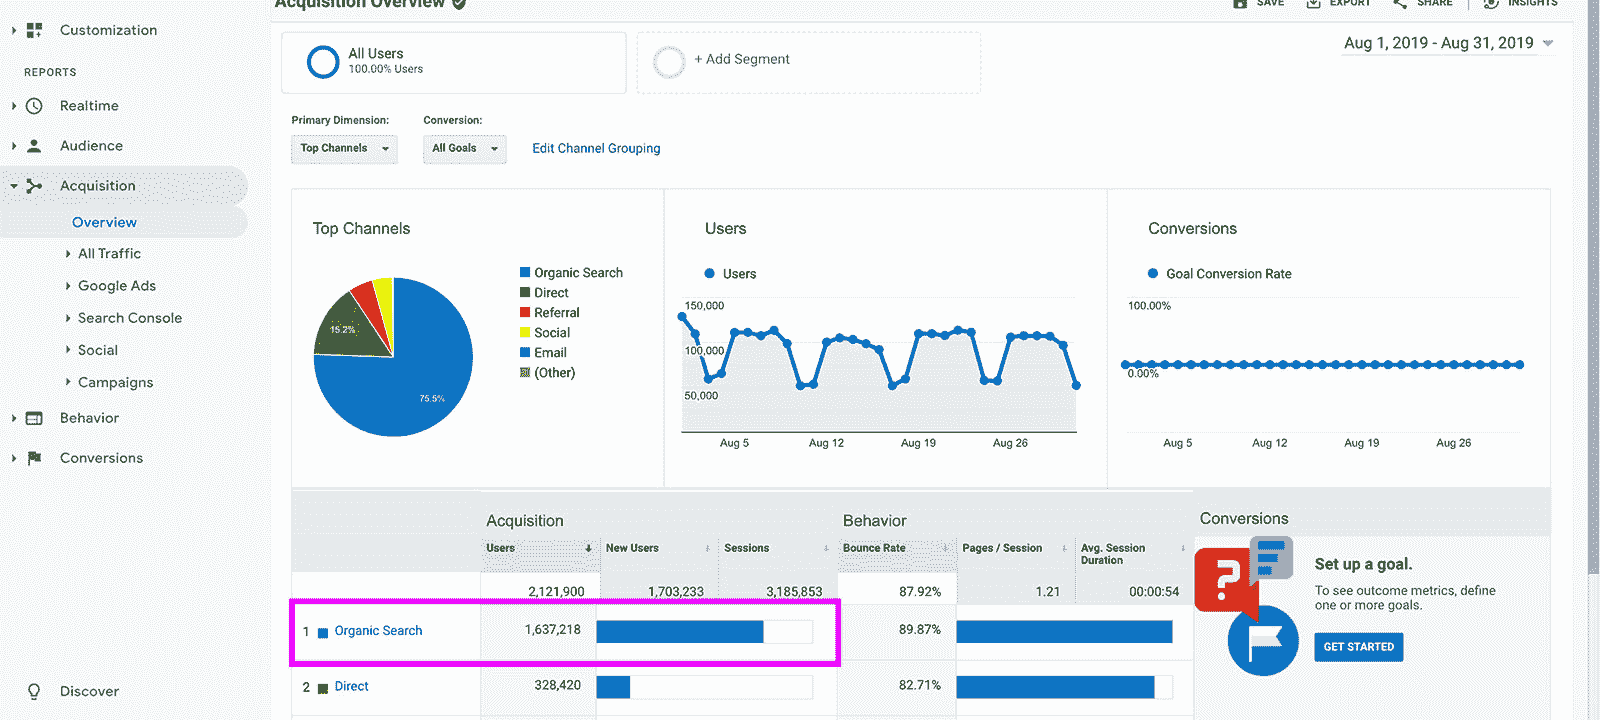 Acquisition Overview
SAVE
EXPORT
SHARE
INSIGHTS
Customization
REPORTS
Realtime
Audience
Acquisition
Overview
All Traffic
Google Ads
Search Console
Social
Campaigns
Behavior
Conversions
Discover
All Users
100.00% Users
+ Add Segment
Aug 1, 2019 - Aug 31, 2019
Primary Dimension:
Conversion:
Top Channels
All Goals
Edit Channel Grouping
Top Channels
15.2%
75.5%
Organic Search
Direct
Referral
Social
Email
(Other)
Users
Users
150,000
100,000
50,000
Aug 5
Aug 12
Aug 19
Aug 26
Conversions
Goal Conversion Rate
100.00%
0.00%
Aug 5
Aug 12
Aug 19
Aug 26
Acquisition
Behavior
Conversions
Users
New Users
Sessions
Bounce Rate
Pages / Session
Avg. Session
Duration
2,121,900
1,703,233
3,185,853
87.92%
1.21
00:00:54
1
Organic Search
1,637,218
89.87%
2
Direct
328,420
82.71%
?
Set up a goal.
To see outcome metrics, define
one or more goals.
GET STARTED